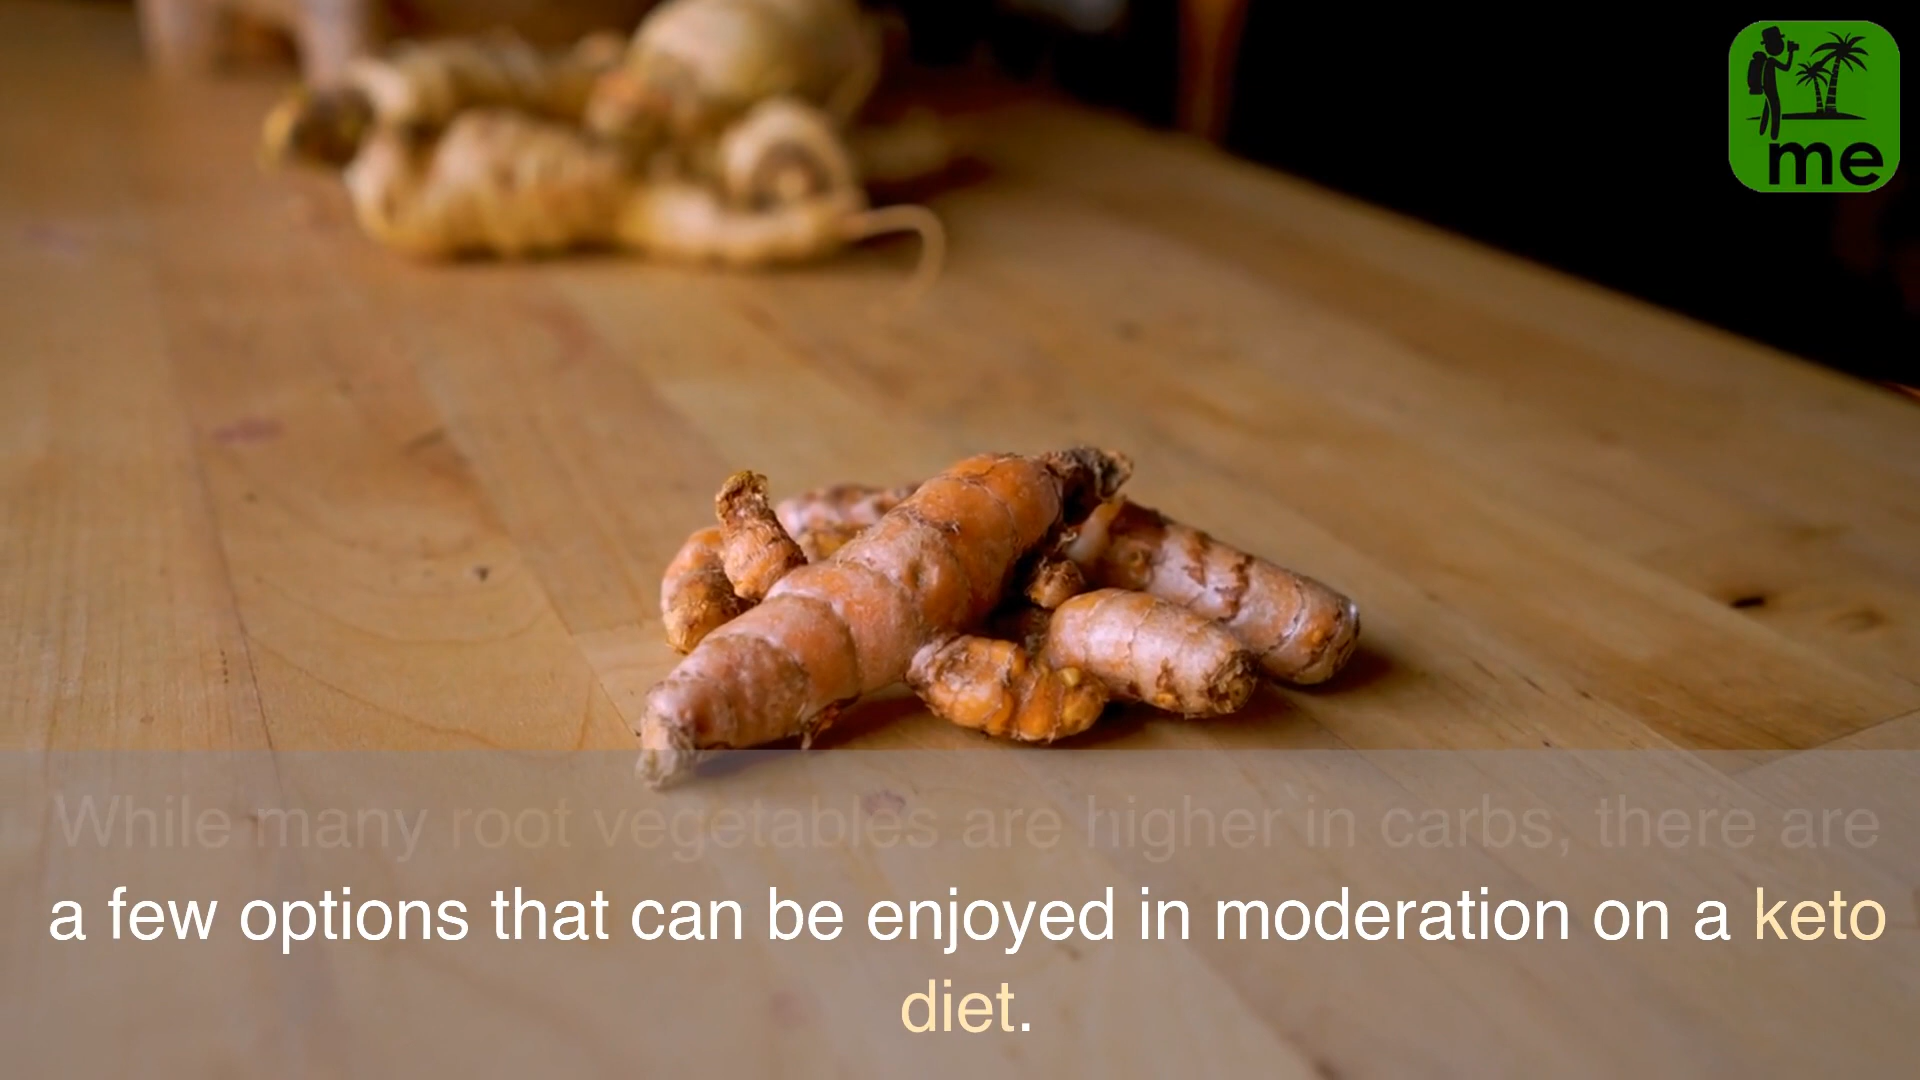 me
While many root vegetables are higher in carbs, there are
a few options that can be enjoyed in moderation on a keto
diet.